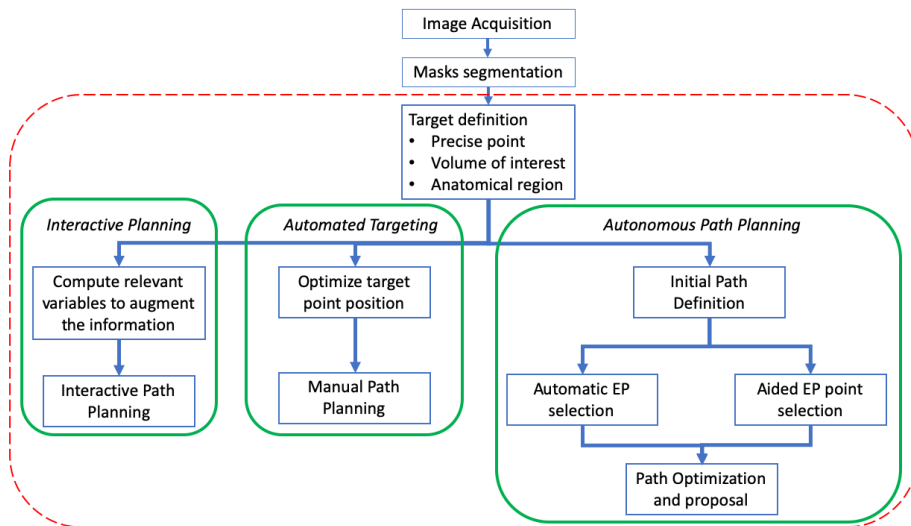 Image Acquisition
Masks segmentation
Target definition
• Precise point
• Volume of interest
• Anatomical region
Interactive Planning
Compute relevant
variables to augment
the information
Interactive Path
Planning
Automated Targeting
Optimize target
point position
Manual Path
Planning
Autonomous Path Planning
Initial Path
Definition
Automatic EP
selection
Aided EP point
selection
Path Optimization
and proposal